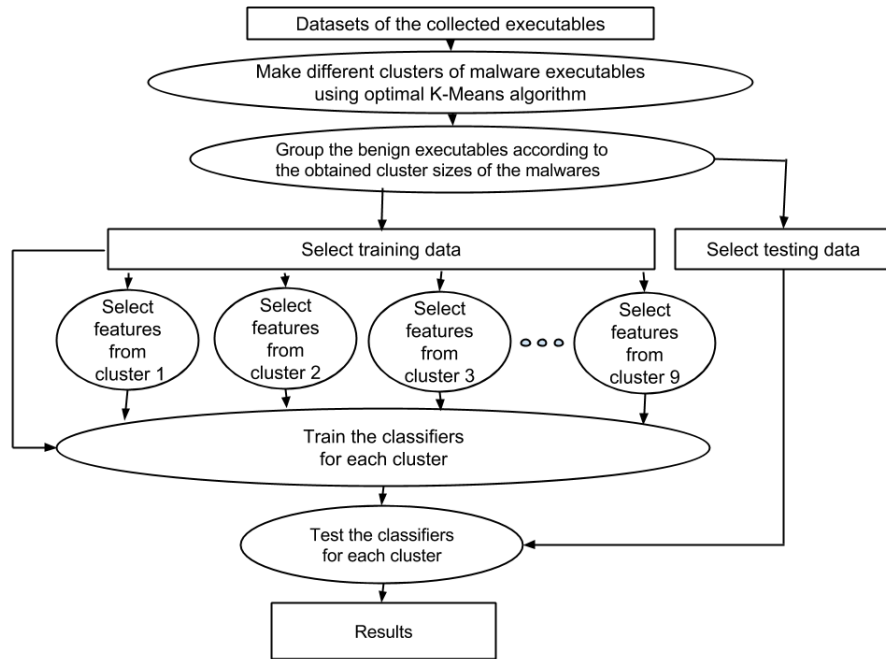 Datasets of the collected executables
Make different clusters of malware executables
using optimal K-Means algorithm
Group the benign executables according to
the obtained cluster sizes of the malwares
Select training data
Select testing data
Select
features
from
cluster 1
Select
features
from
cluster 2
Select
features
from
cluster 3
Select
features
from
cluster 9
Train the classifiers
for each cluster
Test the classifiers
for each cluster
Results